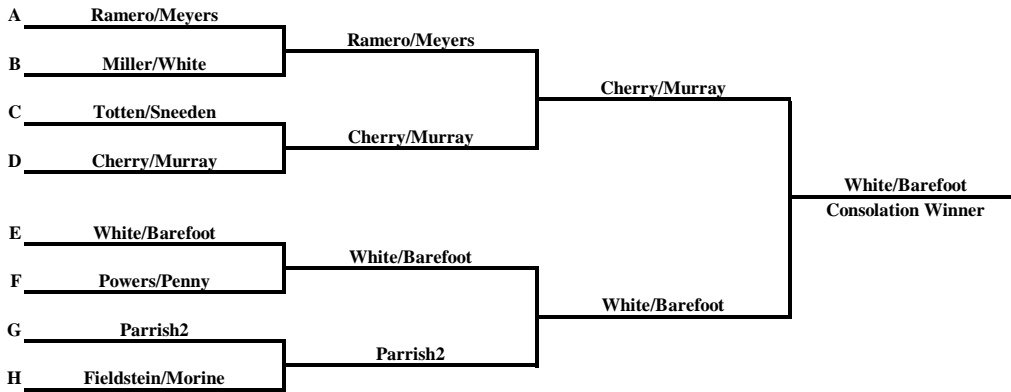 A Ramero/Meyers
Ramero/Meyers
B Miller/White
Cherry/Murray
C Totten/Sneeden
Cherry/Murray
D Cherry/Murray
White/Barefoot
Consolation Winner
E White/Barefoot
White/Barefoot
F Powers/Penny
White/Barefoot
G Parrish2
Parrish2
H Fieldstein/Morine